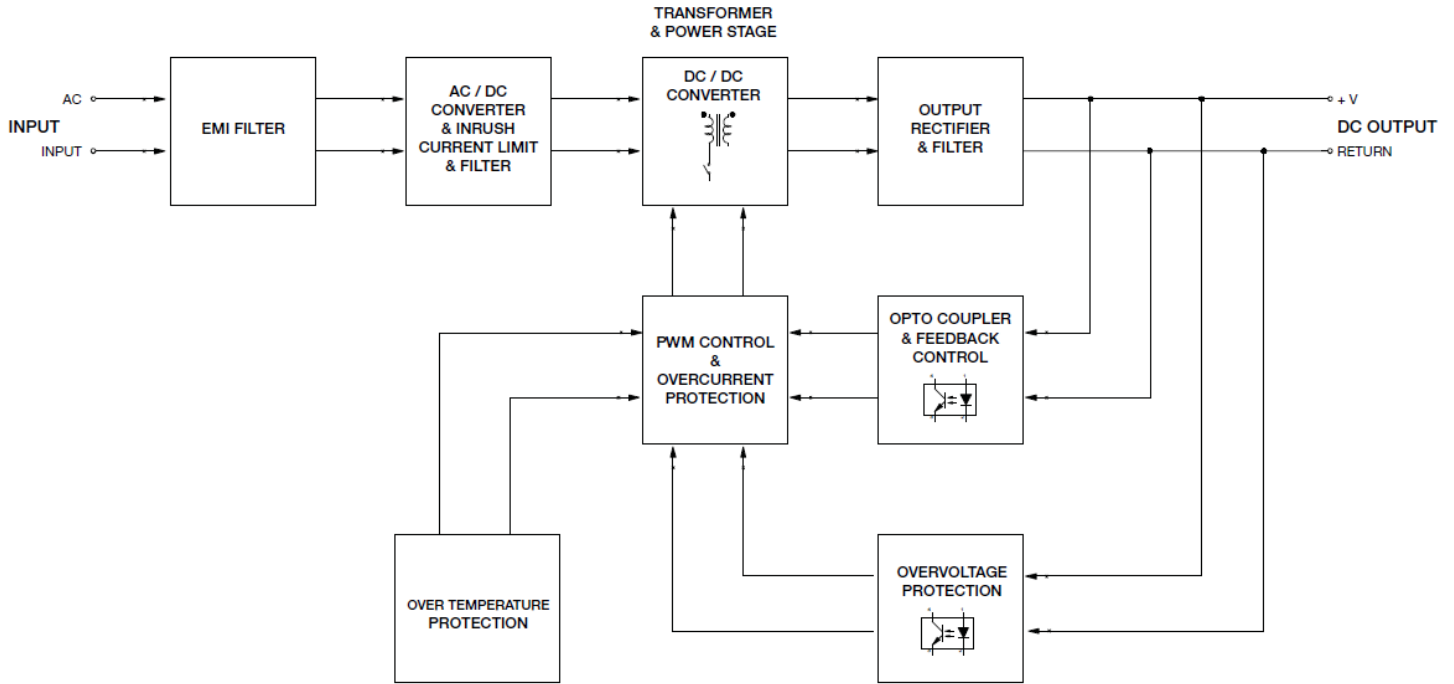 TRANSFORMER
& POWER STAGE
INPUT
AC
INPUT
EMI FILTER
AC / DC
CONVERTER
& INRUSH
CURRENT LIMIT
& FILTER
DC / DC
CONVERTER
OUTPUT
RECTIFIER
& FILTER
+ V
DC OUTPUT
RETURN
PWM CONTROL
&
OVERCURRENT
PROTECTION
OPTO COUPLER
& FEEDBACK
CONTROL
OVER TEMPERATURE
PROTECTION
OVERVOLTAGE
PROTECTION